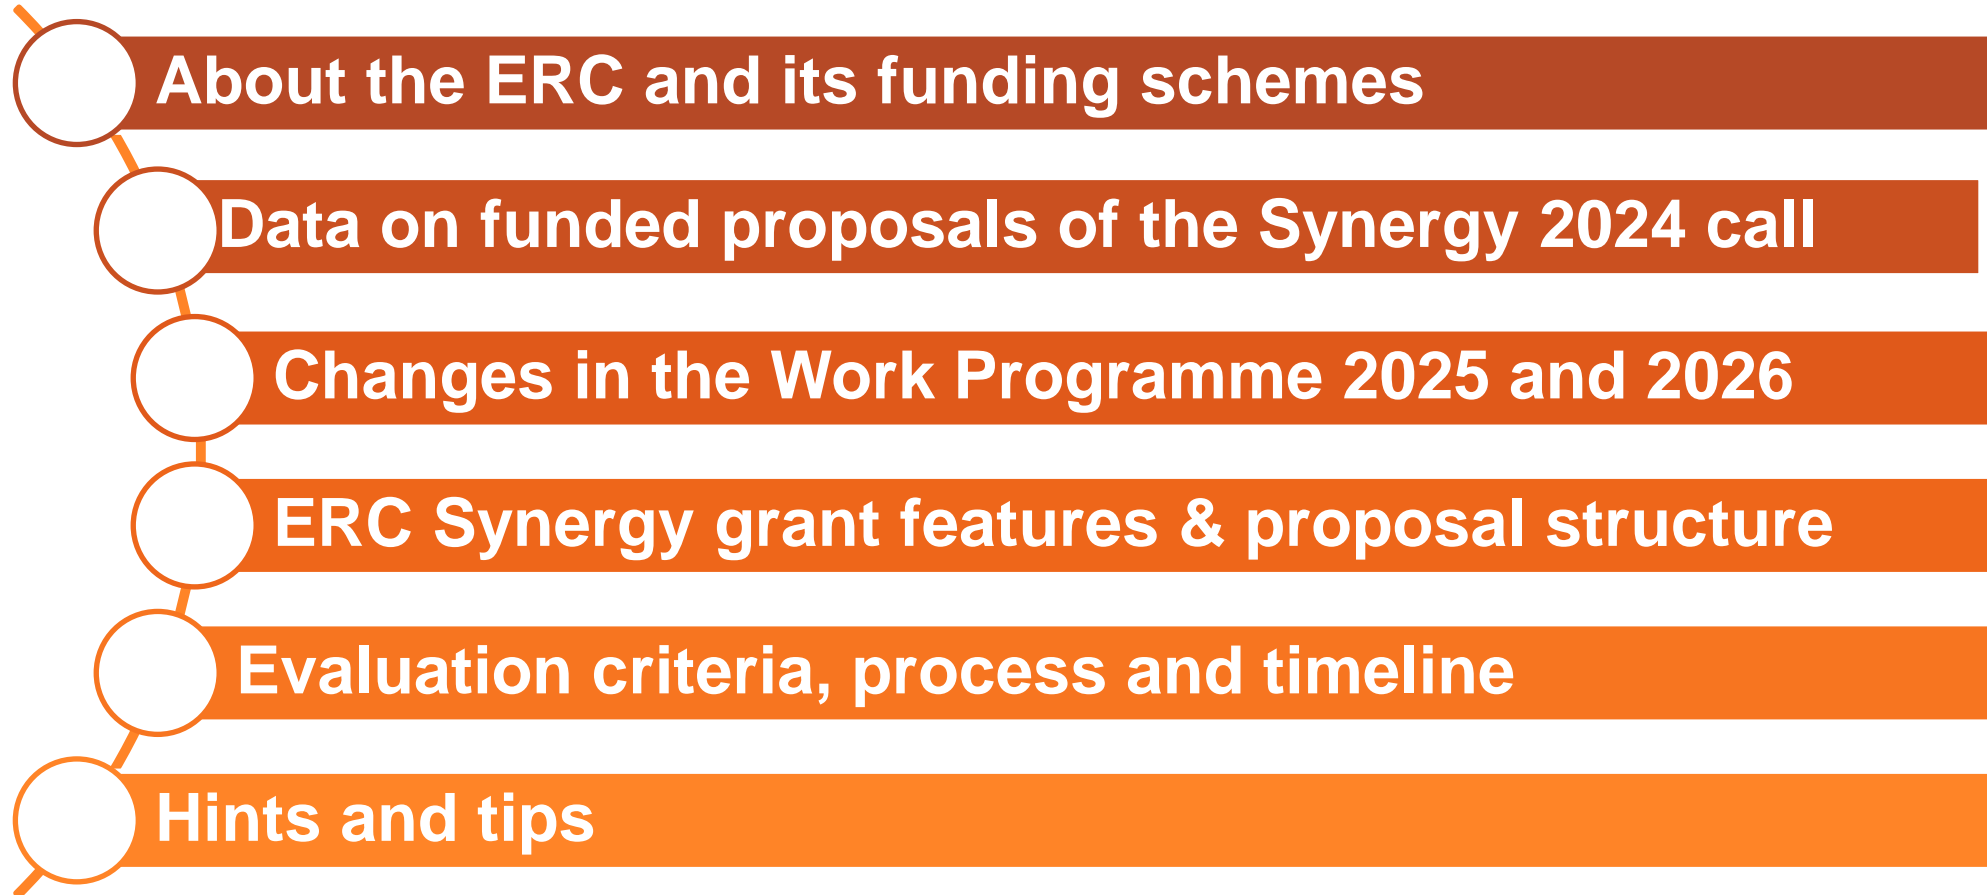 About the ERC and its funding schemes
Data on funded proposals of the Synergy 2024 call
Changes in the Work Programme 2025 and 2026
ERC Synergy grant features & proposal structure
Evaluation criteria, process and timeline
Hints and tips